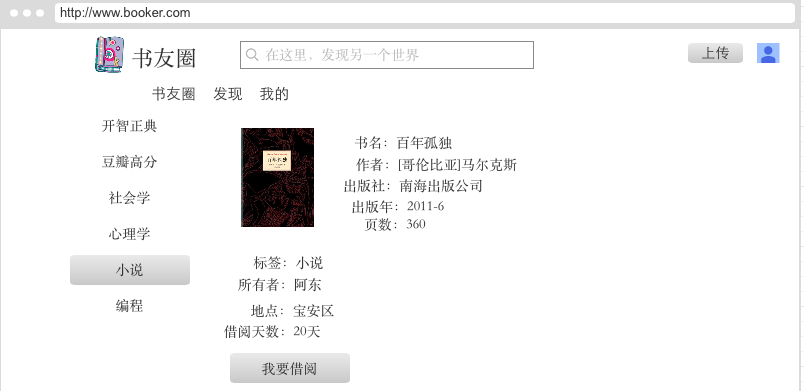 http://www.booker.com
书友圈
在这里，发现另一个世界
上传
书友圈 发现 我的
开智正典
豆瓣高分
社会学
心理学
小说
编程
百年孤独
书名：百年孤独
作者：[哥伦比亚]马尔克斯
出版社：南海出版公司
出版年：2011-6
页数：360
标签：小说
所有者：阿东
地点：宝安区
借阅天数：20天
我要借阅